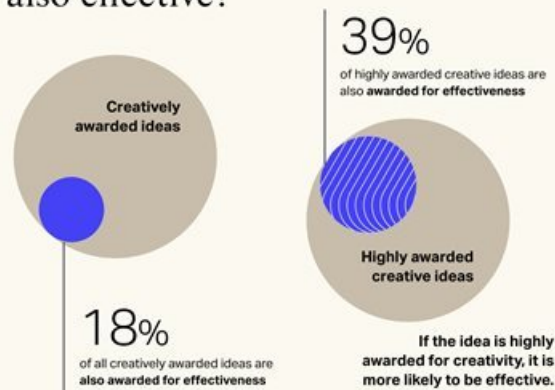 also effective?
Creatively
awarded ideas
18%
of all creatively awarded ideas are
also awarded for effectiveness
39%
of highly awarded creative ideas are
also awarded for effectiveness
Highly awarded
creative ideas
If the idea is highly
awarded for creativity, it is
more likely to be effective.